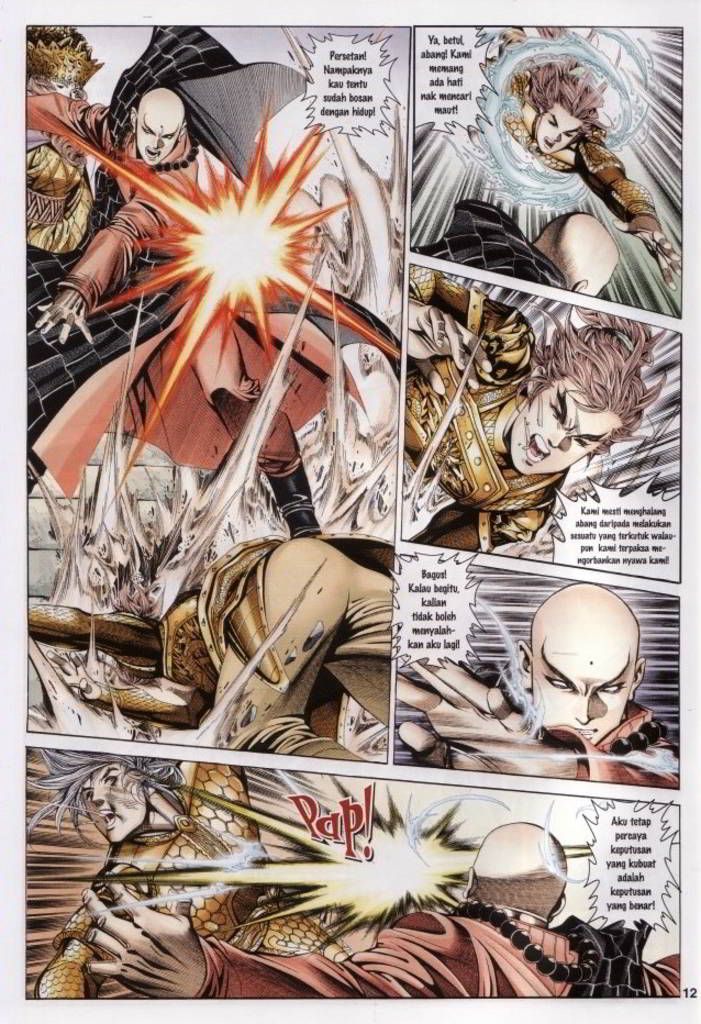 Persetan!
Nampaknya
kau tentu
sudah bosan
dengan hidup!
Ya, betul,
abang! Kami
memang
ada hati
nak mencari
maut!
Kami mesti menghalang
abang daripada melakukan
sesuatu yang terkutuk walau-
pun kami terpaksa me-
ngorbankan nyawa kami!
Bagus!
Kalau begitu,
kalian
tidak boleh
menyalah-
kan aku lagi!
Pap!
Aku tetap
percaya
keputusan
yang kubuat
adalah
keputusan
yang benar!
12